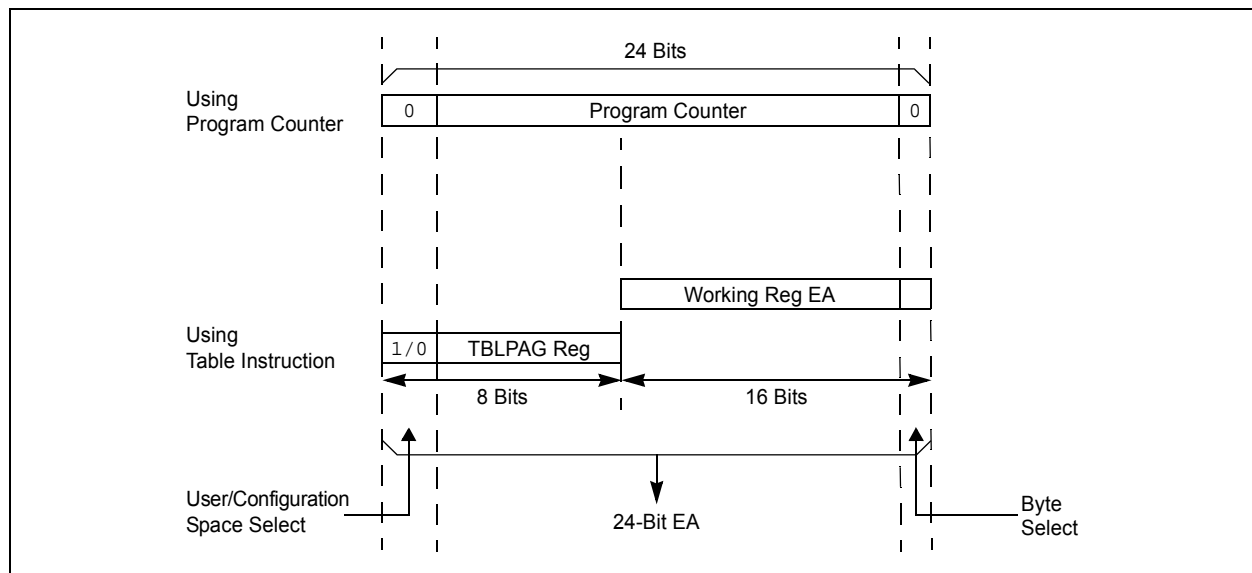 24 Bits
Using
Program Counter
0
Program Counter
0
Working Reg EA
Using
Table Instruction
1/0
TBLPAG Reg
8 Bits
16 Bits
User/Configuration
Space Select
24-Bit EA
Byte
Select